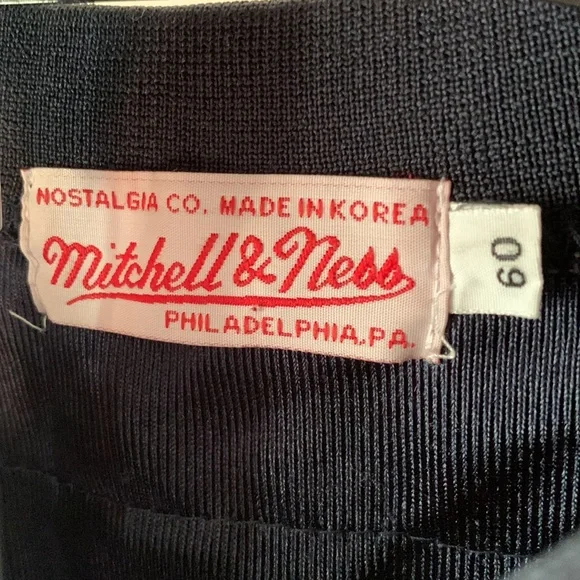 NOSTALGIA CO. MADE IN KOREA
Mitchell & Ness
PHILADELPHIA, PA.
60